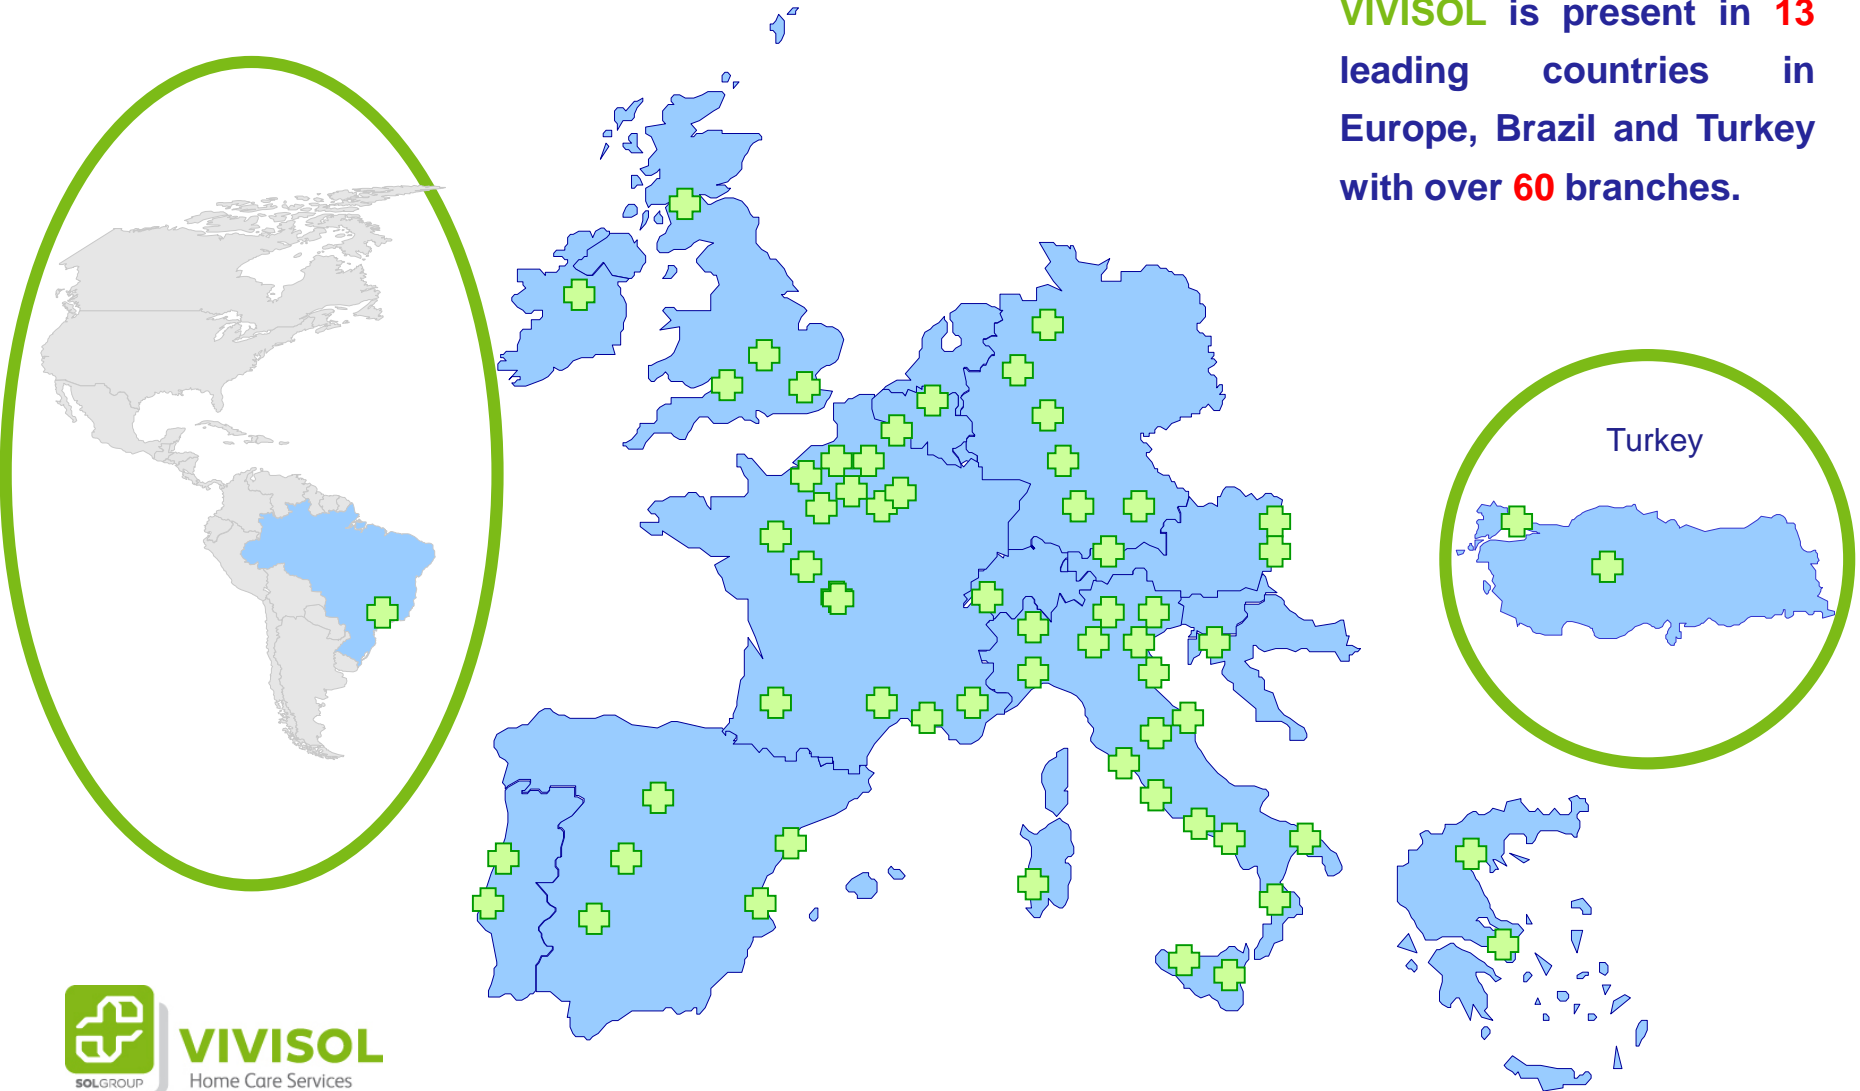 VIVISOL is present in 13
leading countries in
Europe, Brazil and Turkey
with over 60 branches.
Turkey
VIVISOL
Home Care Services
SOLGROUP